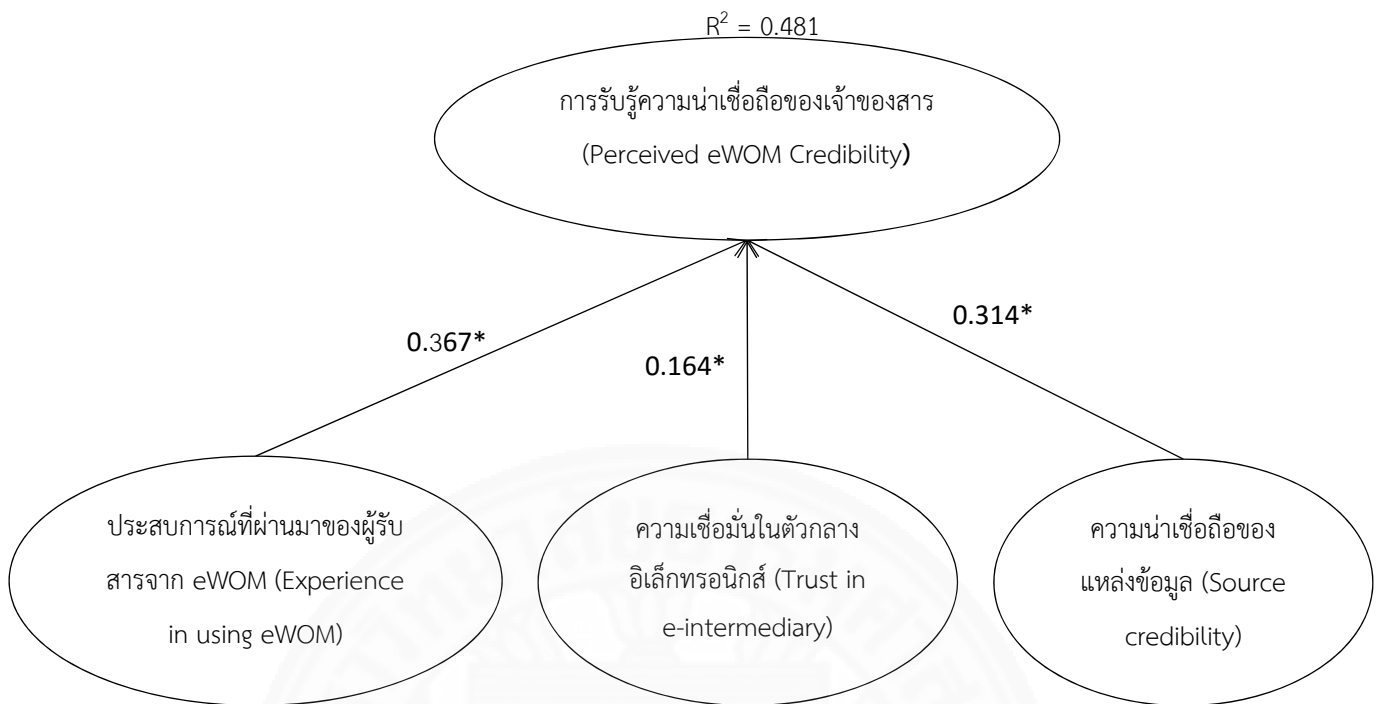 R² = 0.481
การรับรู้ความน่าเชื่อถือของเจ้าของสาร
(Perceived eWOM Credibility)
0.367*
0.164*
0.314*
ประสบการณ์ที่ผ่านมาของผู้รับ
สารจาก eWOM (Experience
in using eWOM)
ความเชื่อมั่นในตัวกลาง
อิเล็กทรอนิกส์ (Trust in
e-intermediary)
ความน่าเชื่อถือของ
แหล่งข้อมูล (Source
credibility)